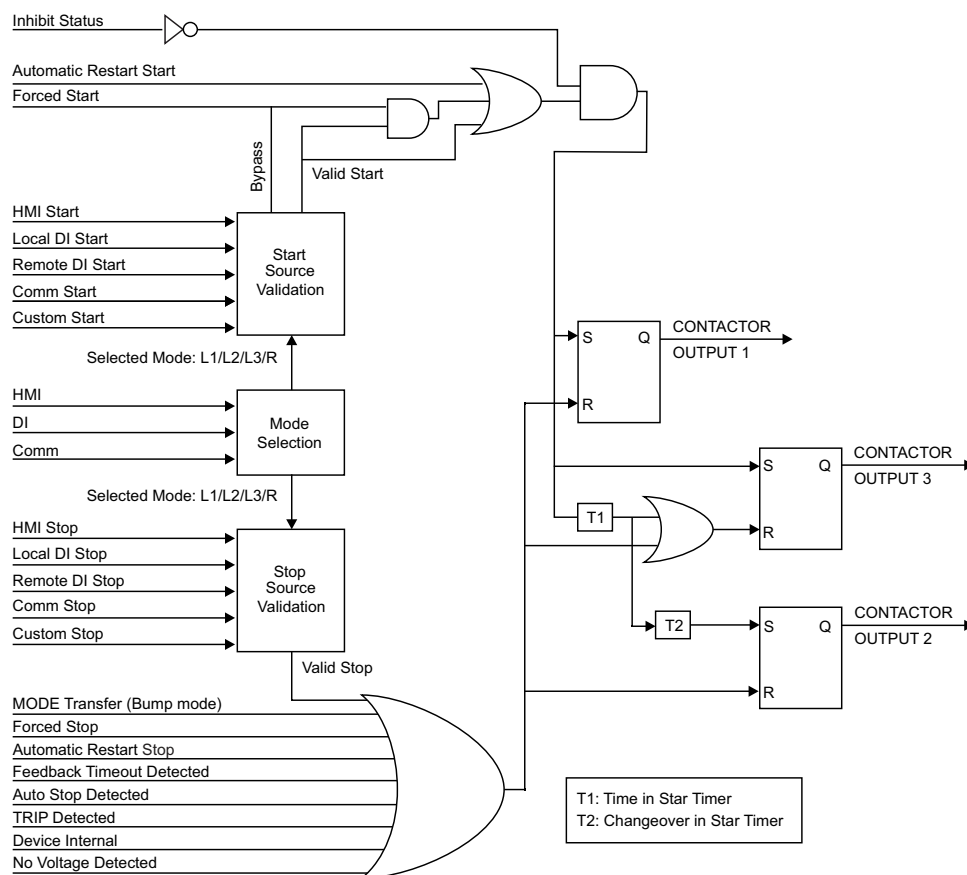 Inhibit Status
Automatic Restart Start
Forced Start
Bypass
Valid Start
HMI Start
Local DI Start
Remote DI Start
Comm Start
Custom Start
Start
Source
Validation
Selected Mode: L1/L2/L3/R
HMI
DI
Comm
Mode
Selection
Selected Mode: L1/L2/L3/R
HMI Stop
Local DI Stop
Remote DI Stop
Comm Stop
Custom Stop
Stop
Source
Validation
Valid Stop
MODE Transfer (Bump mode)
Forced Stop
Automatic Restart Stop
Feedback Timeout Detected
Auto Stop Detected
TRIP Detected
Device Internal
No Voltage Detected
S Q
R
CONTACTOR
OUTPUT 1
S Q
R
CONTACTOR
OUTPUT 3
T1
T2
S Q
R
CONTACTOR
OUTPUT 2
T1: Time in Star Timer
T2: Changeover in Star Timer